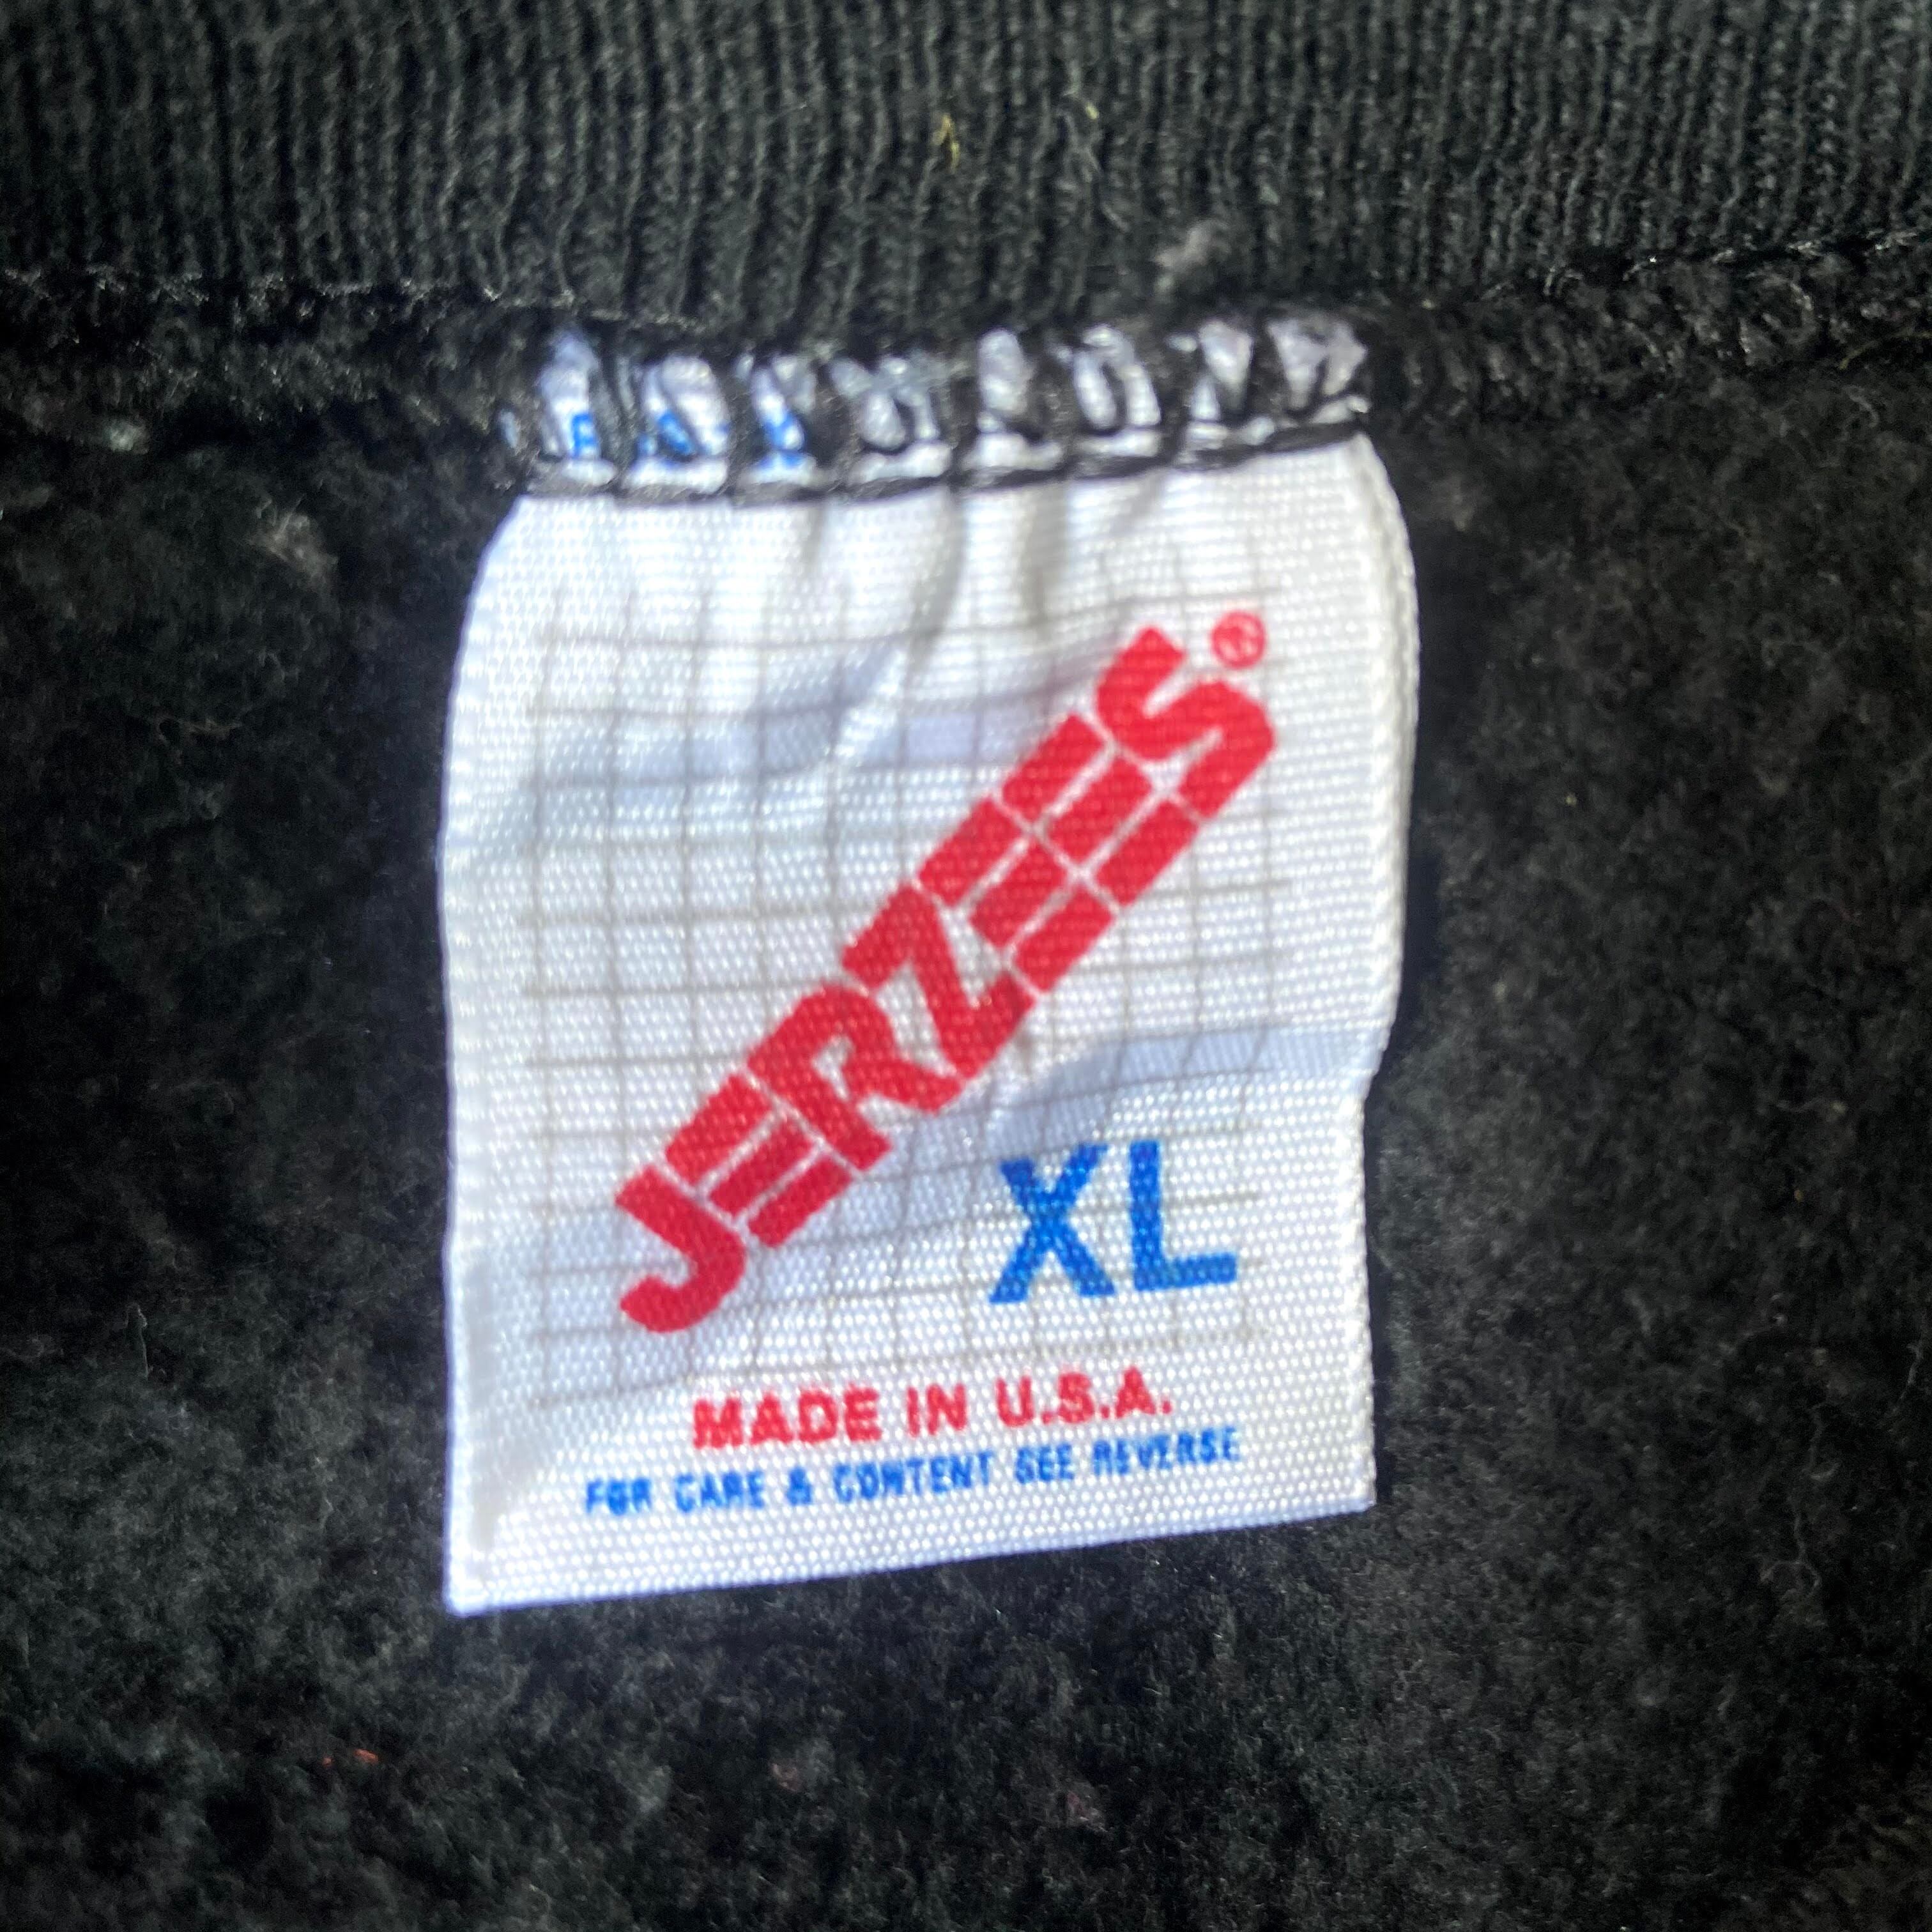 JERZEES®
XL
MADE IN U.S.A.
FOR CARE & CONTENT SEE REVERSE